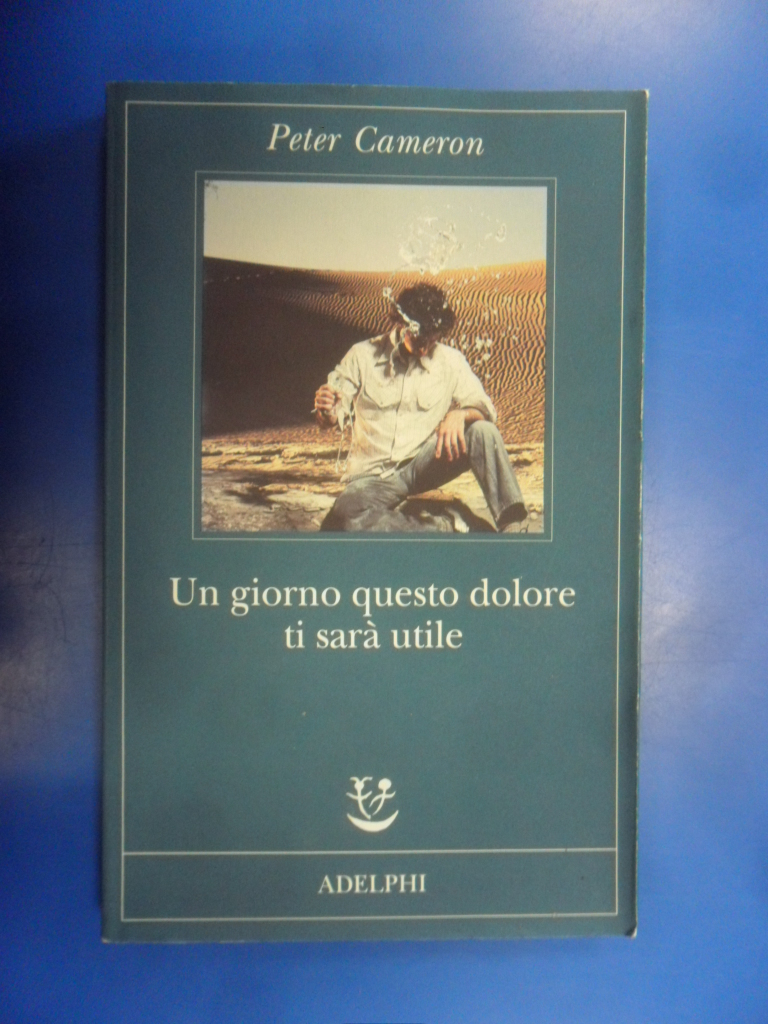 Peter Cameron
Un giorno questo dolore
ti sarà utile
ADELPHI